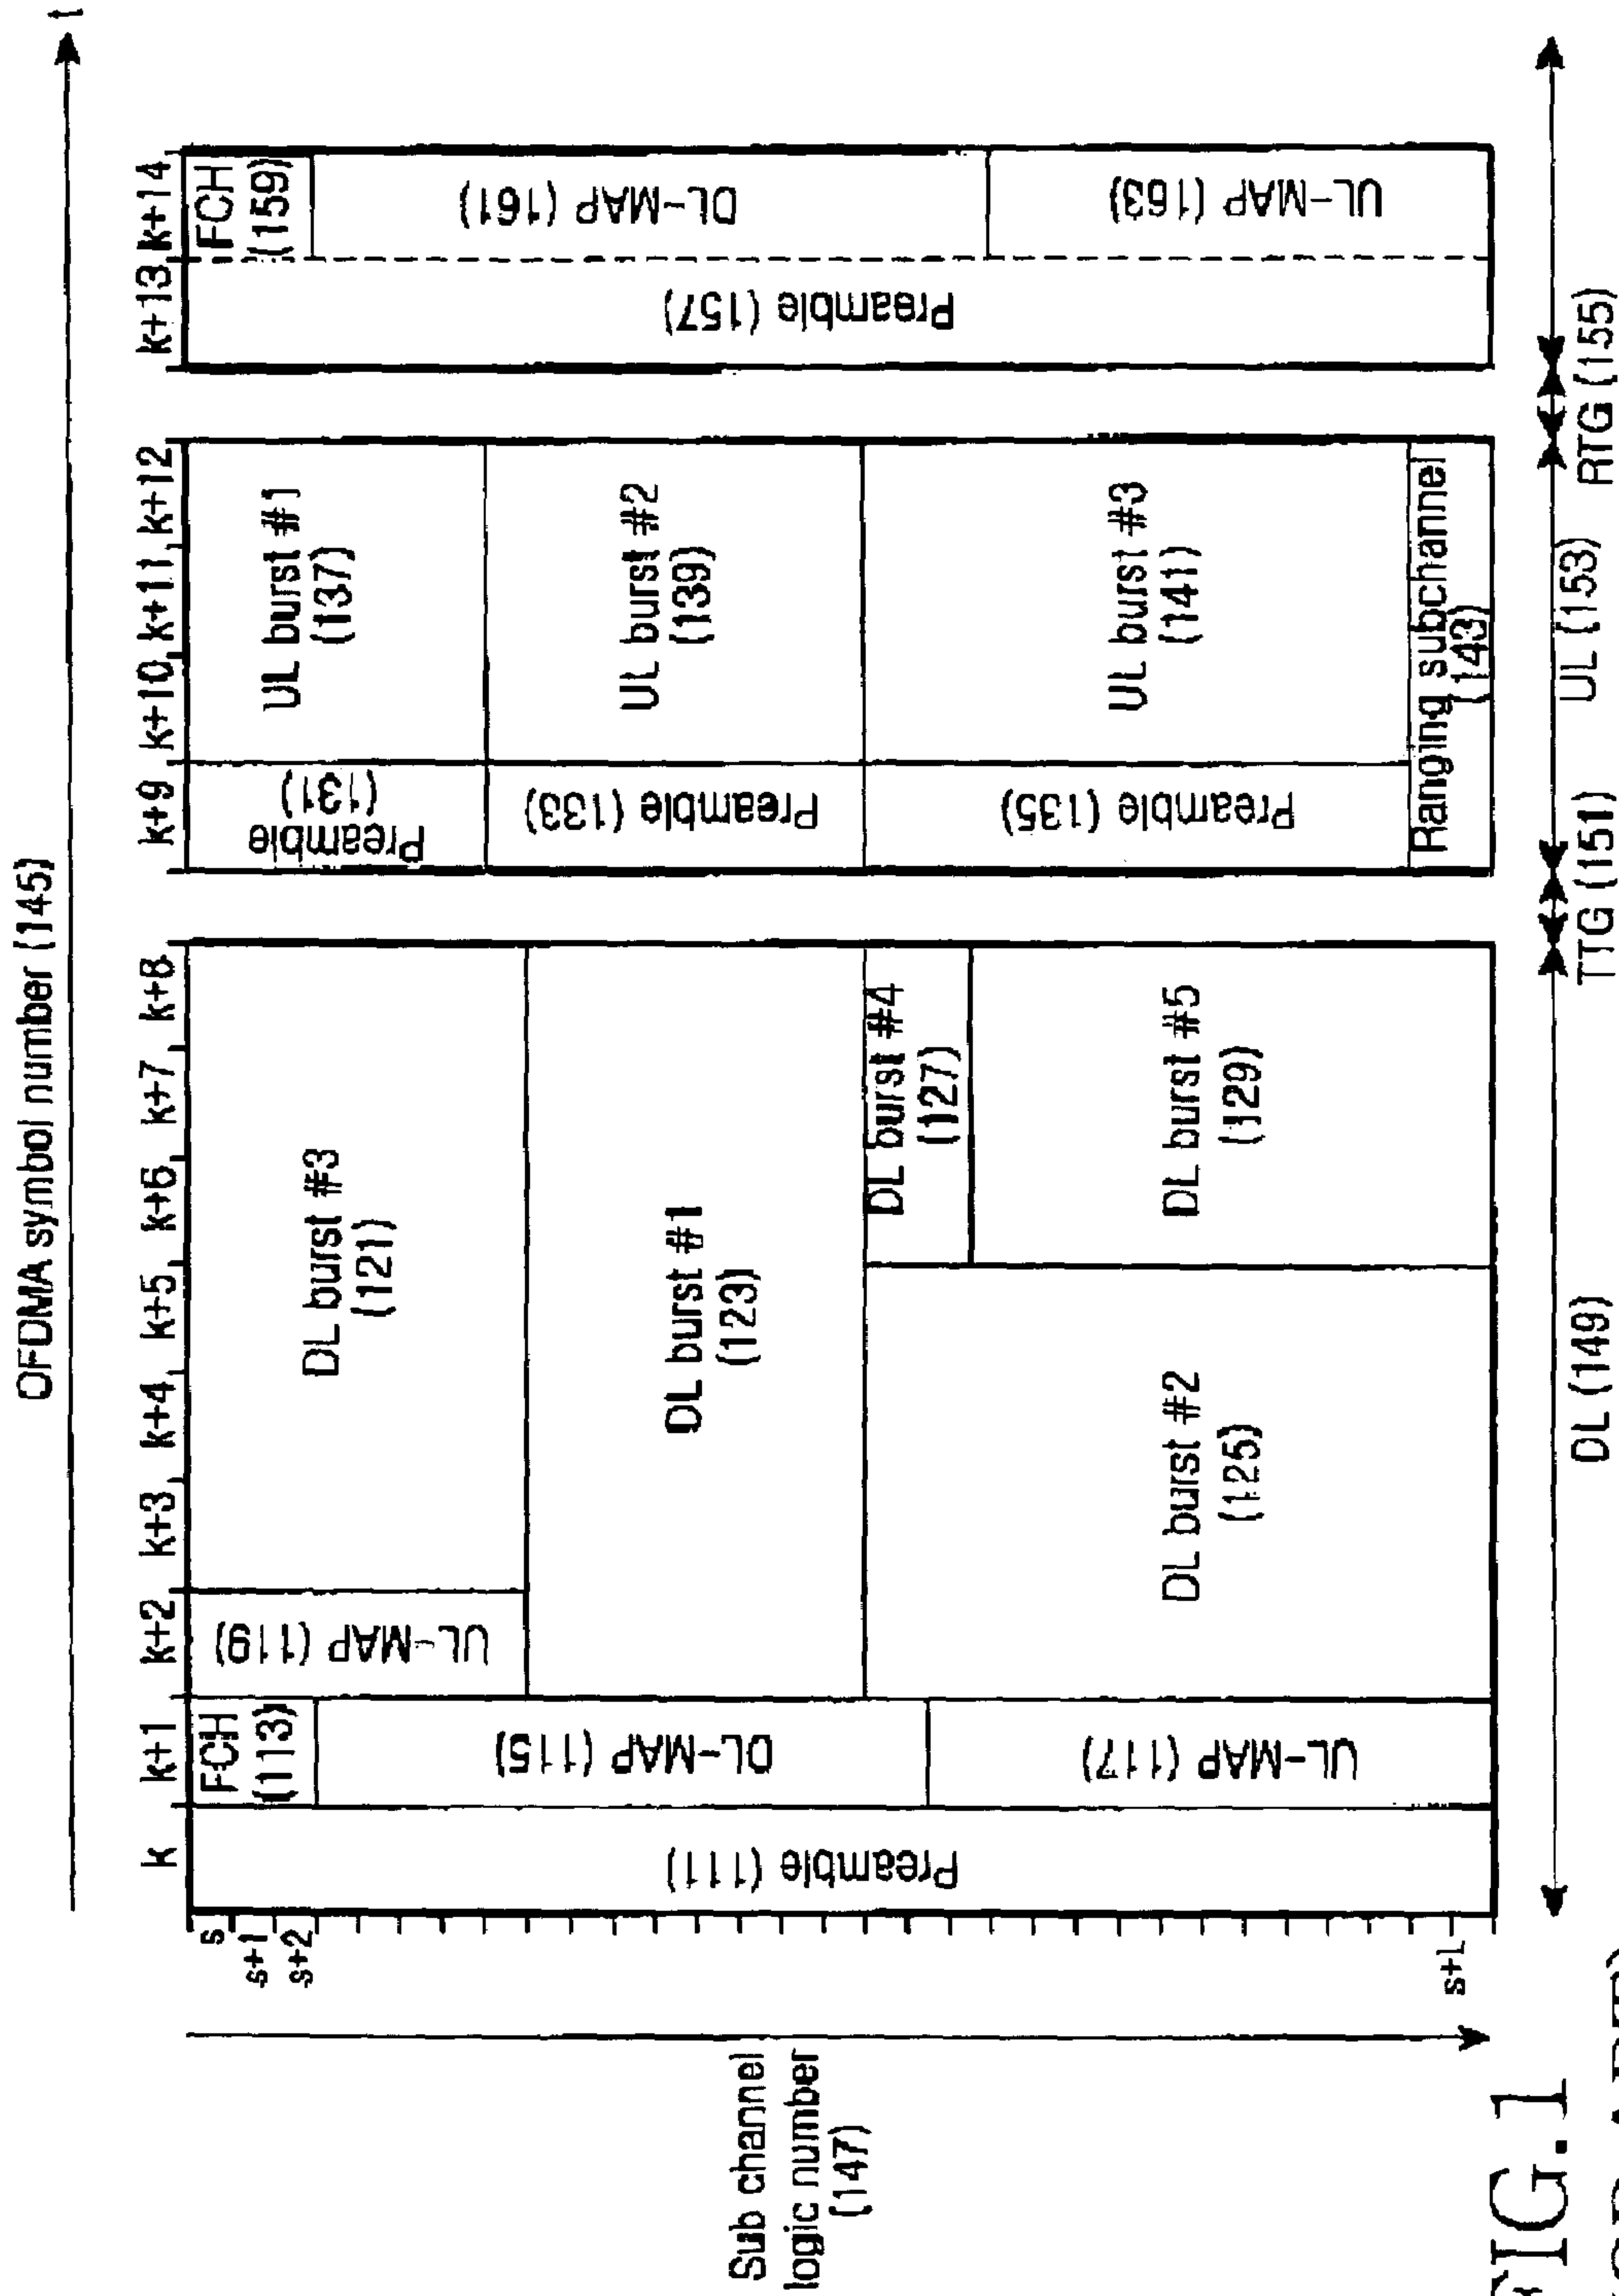 OFDMA symbol number (145)
t
k
k+1
k+2
k+3
k+4
k+5
k+6
k+7
k+8
k+9
k+10
k+11
k+12
k+13
k+14
Sub channel
logic number
(147)
s
s+1
s+2
s+L
Preamble (111)
FCH
(113)
DL-MAP (115)
UL-MAP (117)
UL-MAP (119)
DL burst #3
(121)
DL burst #1
(123)
DL burst #2
(125)
DL burst #4
(127)
DL burst #5
(129)
Preamble
(131)
Preamble (133)
Preamble (135)
UL burst #1
(137)
UL burst #2
(139)
UL burst #3
(141)
Ranging subchannel
(143)
Preamble (157)
FCH
(159)
DL-MAP (161)
UL-MAP (163)
DL (149)
TTG (151)
UL (153)
RTG (155)
FIG.1